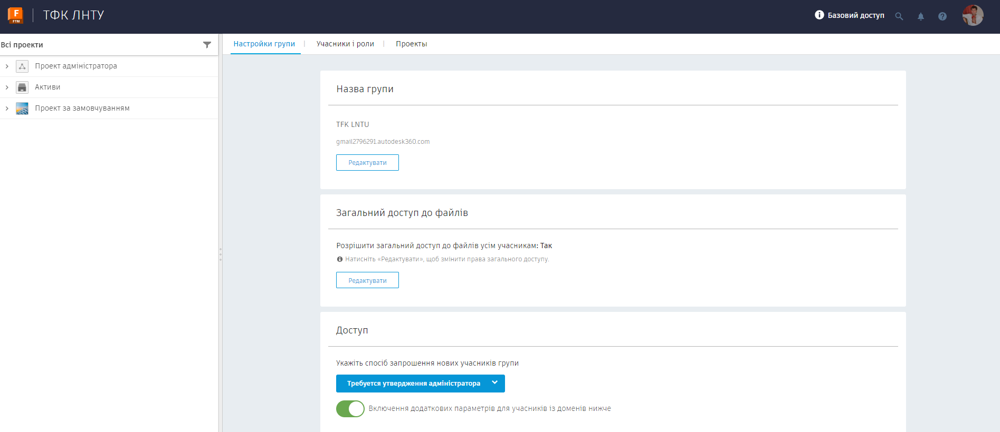 F
FTM
ТФК ЛНТУ
Базовий доступ
Всі проекти
Проект адміністратора
Активи
Проект за замовчуванням
Настройки групи
Учасники і роли
Проекты
Назва групи
TFK LNTU
gmail2796291.autodesk360.com
Редактувати
Загальний доступ до файлів
Розрішити загальний доступ до файлів усім учасникам: Так
Натисніть «Редактувати», щоб змінити права загального доступу.
Редактувати
Доступ
Укажіть спосіб запрошення нових учасників групи
Требуется утвердження адміністратора
Включення додаткових параметрів для учасників із доменів нижче